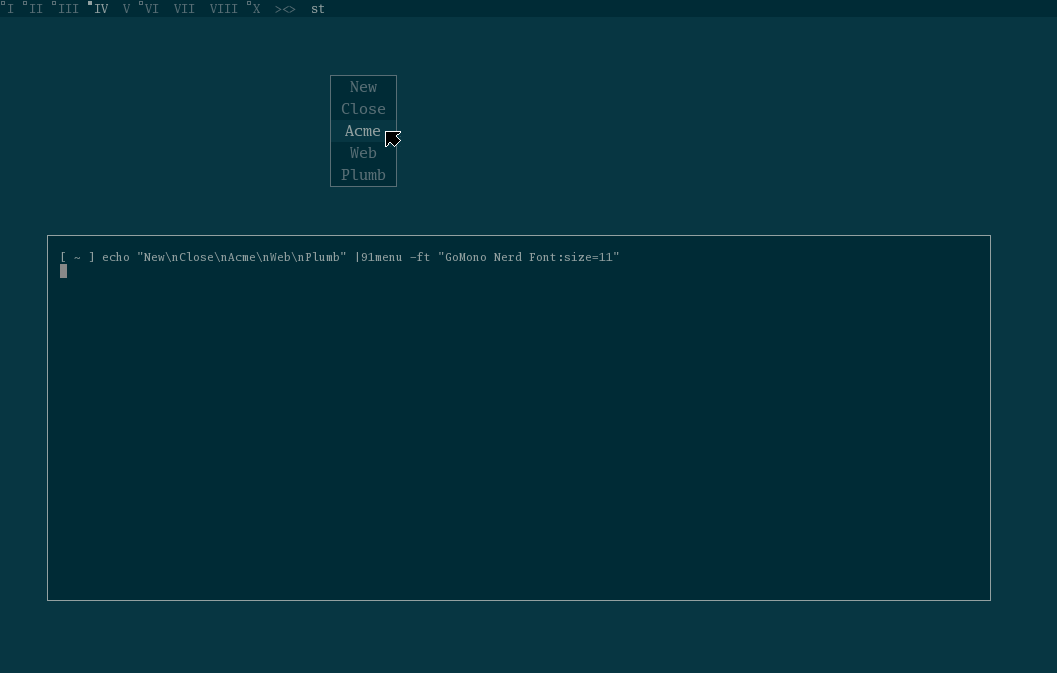 I II III IV V VI VII VIII X ><> st
New
Close
Acme
Web
Plumb
[ ~ ] echo "New\nClose\nAcme\nWeb\nPlumb" |91menu -ft "GoMono Nerd Font:size=11"